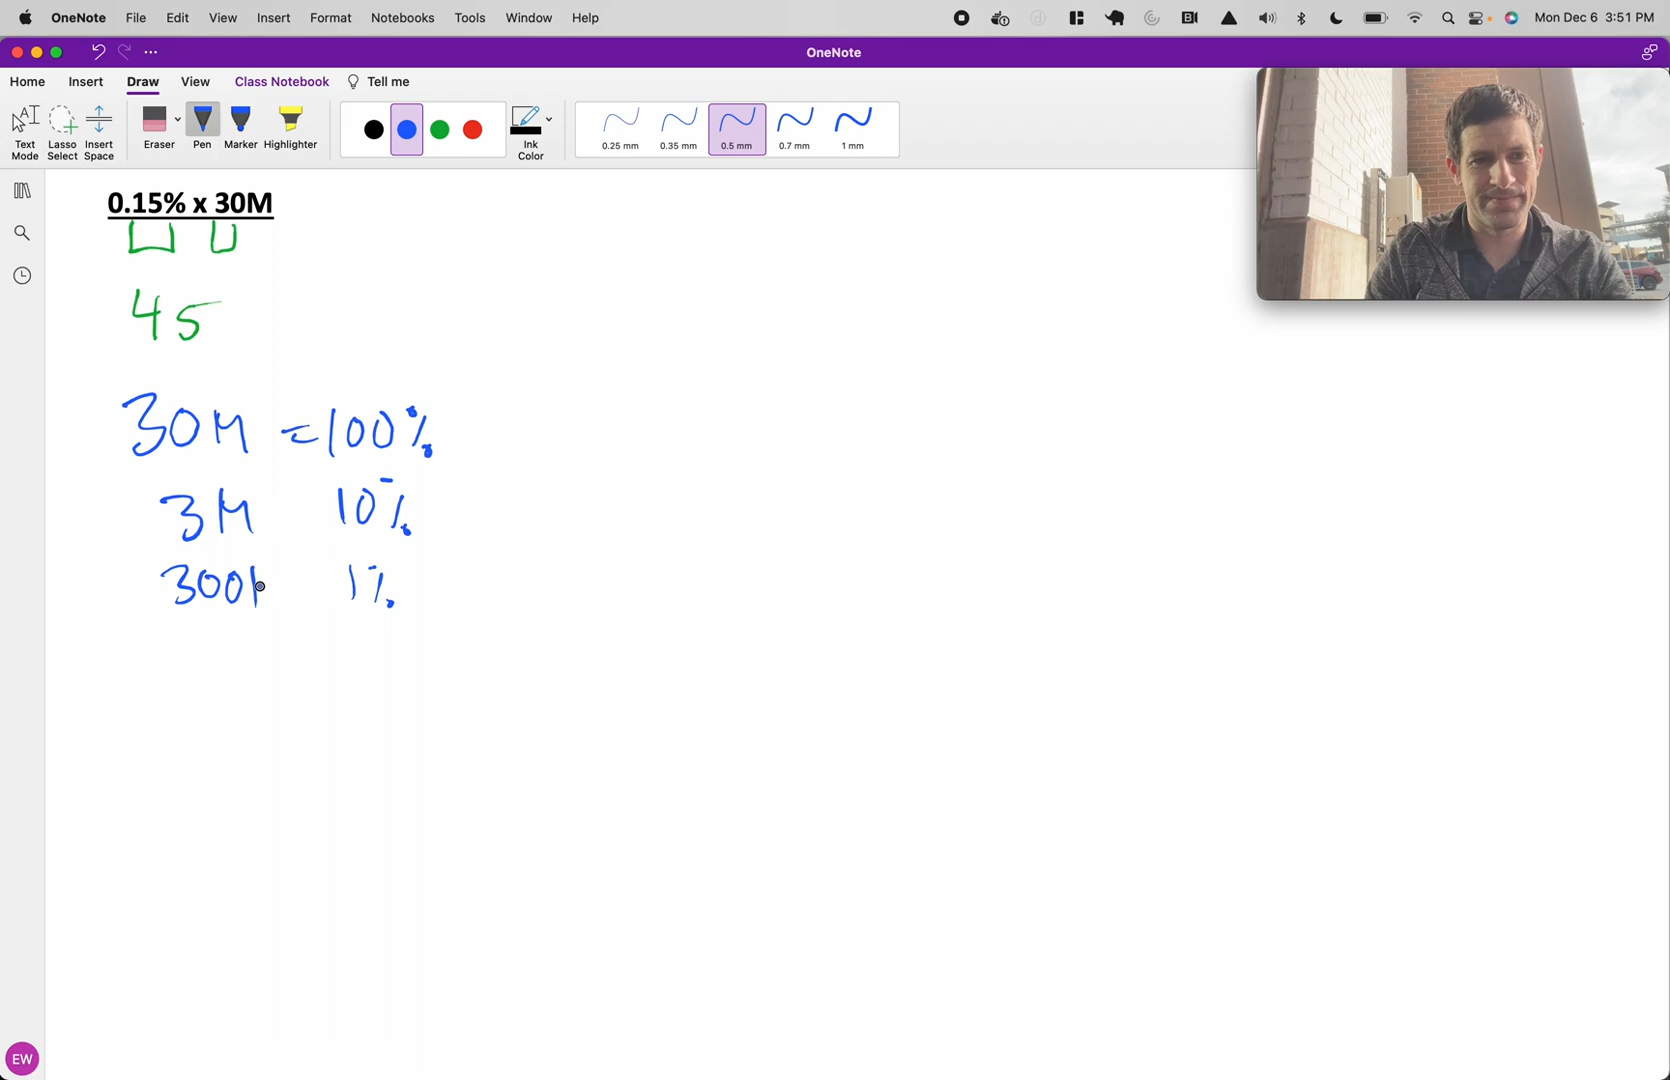 OneNote File Edit View Insert Format Notebooks Tools Window Help Mon Dec 6 3:51 PM
OneNote
Home Insert Draw View Class Notebook Tell me
Text Mode Lasso Select Insert Space Eraser Pen Marker Highlighter Ink Color 0.25 mm 0.35 mm 0.5 mm 0.7 mm 1 mm
0.15% x 30M
45
30M = 100%
3M 10%
300 1%
EW